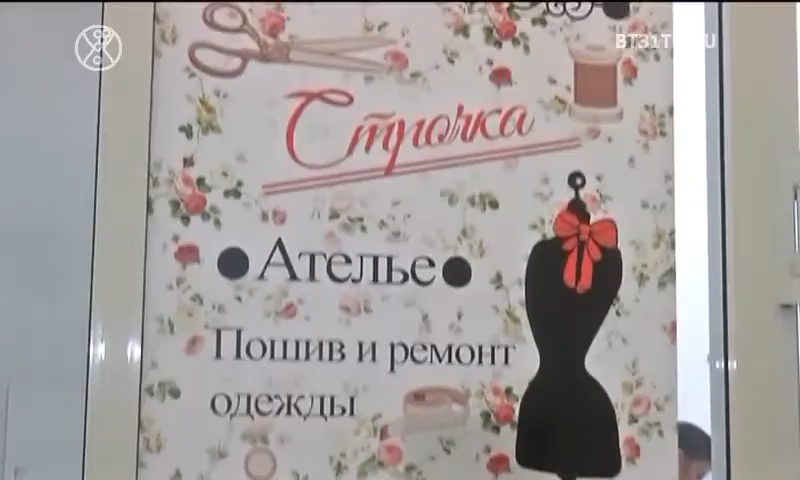 Строчка
Ателье
Пошив и ремонт
одежды